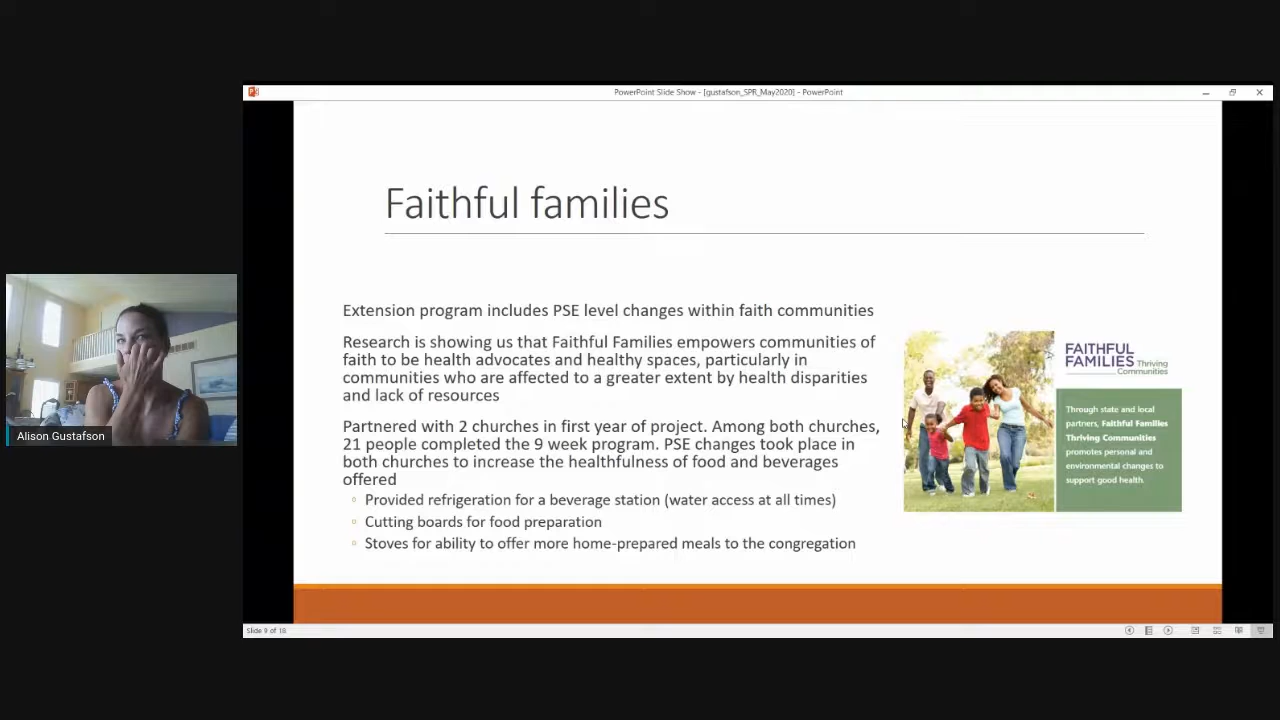 PowerPoint Slide Show - [gustafson_SPR_May2020] - PowerPoint
Faithful families
Extension program includes PSE level changes within faith communities
Research is showing us that Faithful Families empowers communities of
faith to be health advocates and healthy spaces, particularly in
communities who are affected to a greater extent by health disparities
and lack of resources
Partnered with 2 churches in first year of project. Among both churches,
21 people completed the 9 week program. PSE changes took place in
both churches to increase the healthfulness of food and beverages
offered
Provided refrigeration for a beverage station (water access at all times)
Cutting boards for food preparation
Stoves for ability to offer more home-prepared meals to the congregation
FAITHFUL
FAMILIES Thriving
Communities
Through state and local
partners, Faithful Families
Thriving Communities
promotes personal and
environmental changes to
support good health.
Alison Gustafson
Slide 9 of 18